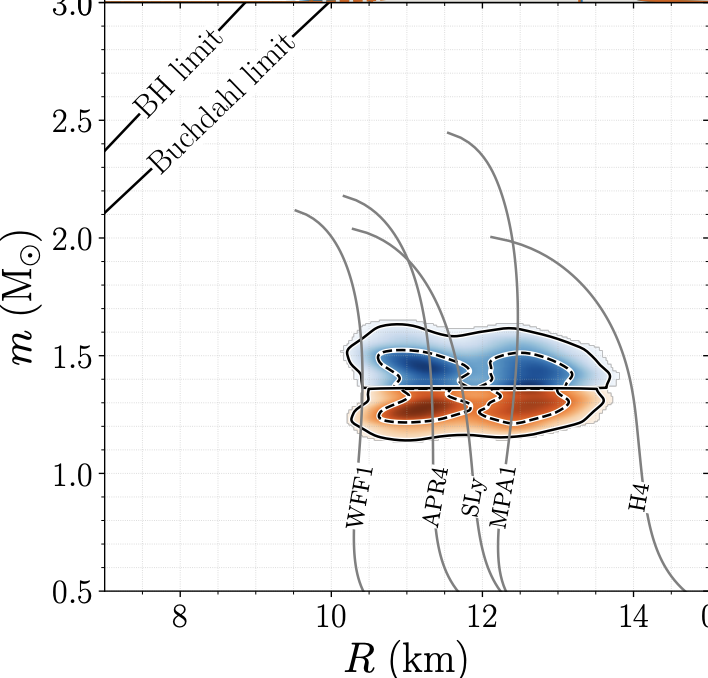 3.0
BH limit
Buchdahl limit
2.5
2.0
m (M⊙)
1.5
1.0
WFF1
APR4
SLy
MPA1
H4
0.5
8
10
12
14
R (km)